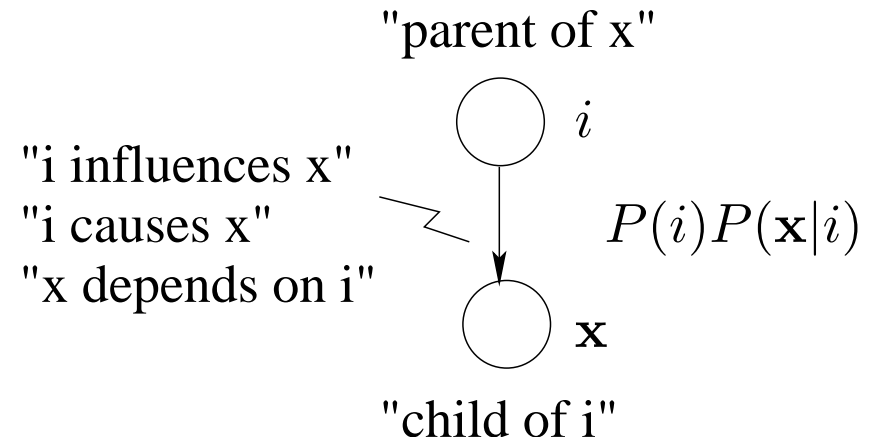 "parent of x"
i
"i influences x"
"i causes x"
"x depends on i"
P(i)P(x|i)
x
"child of i"